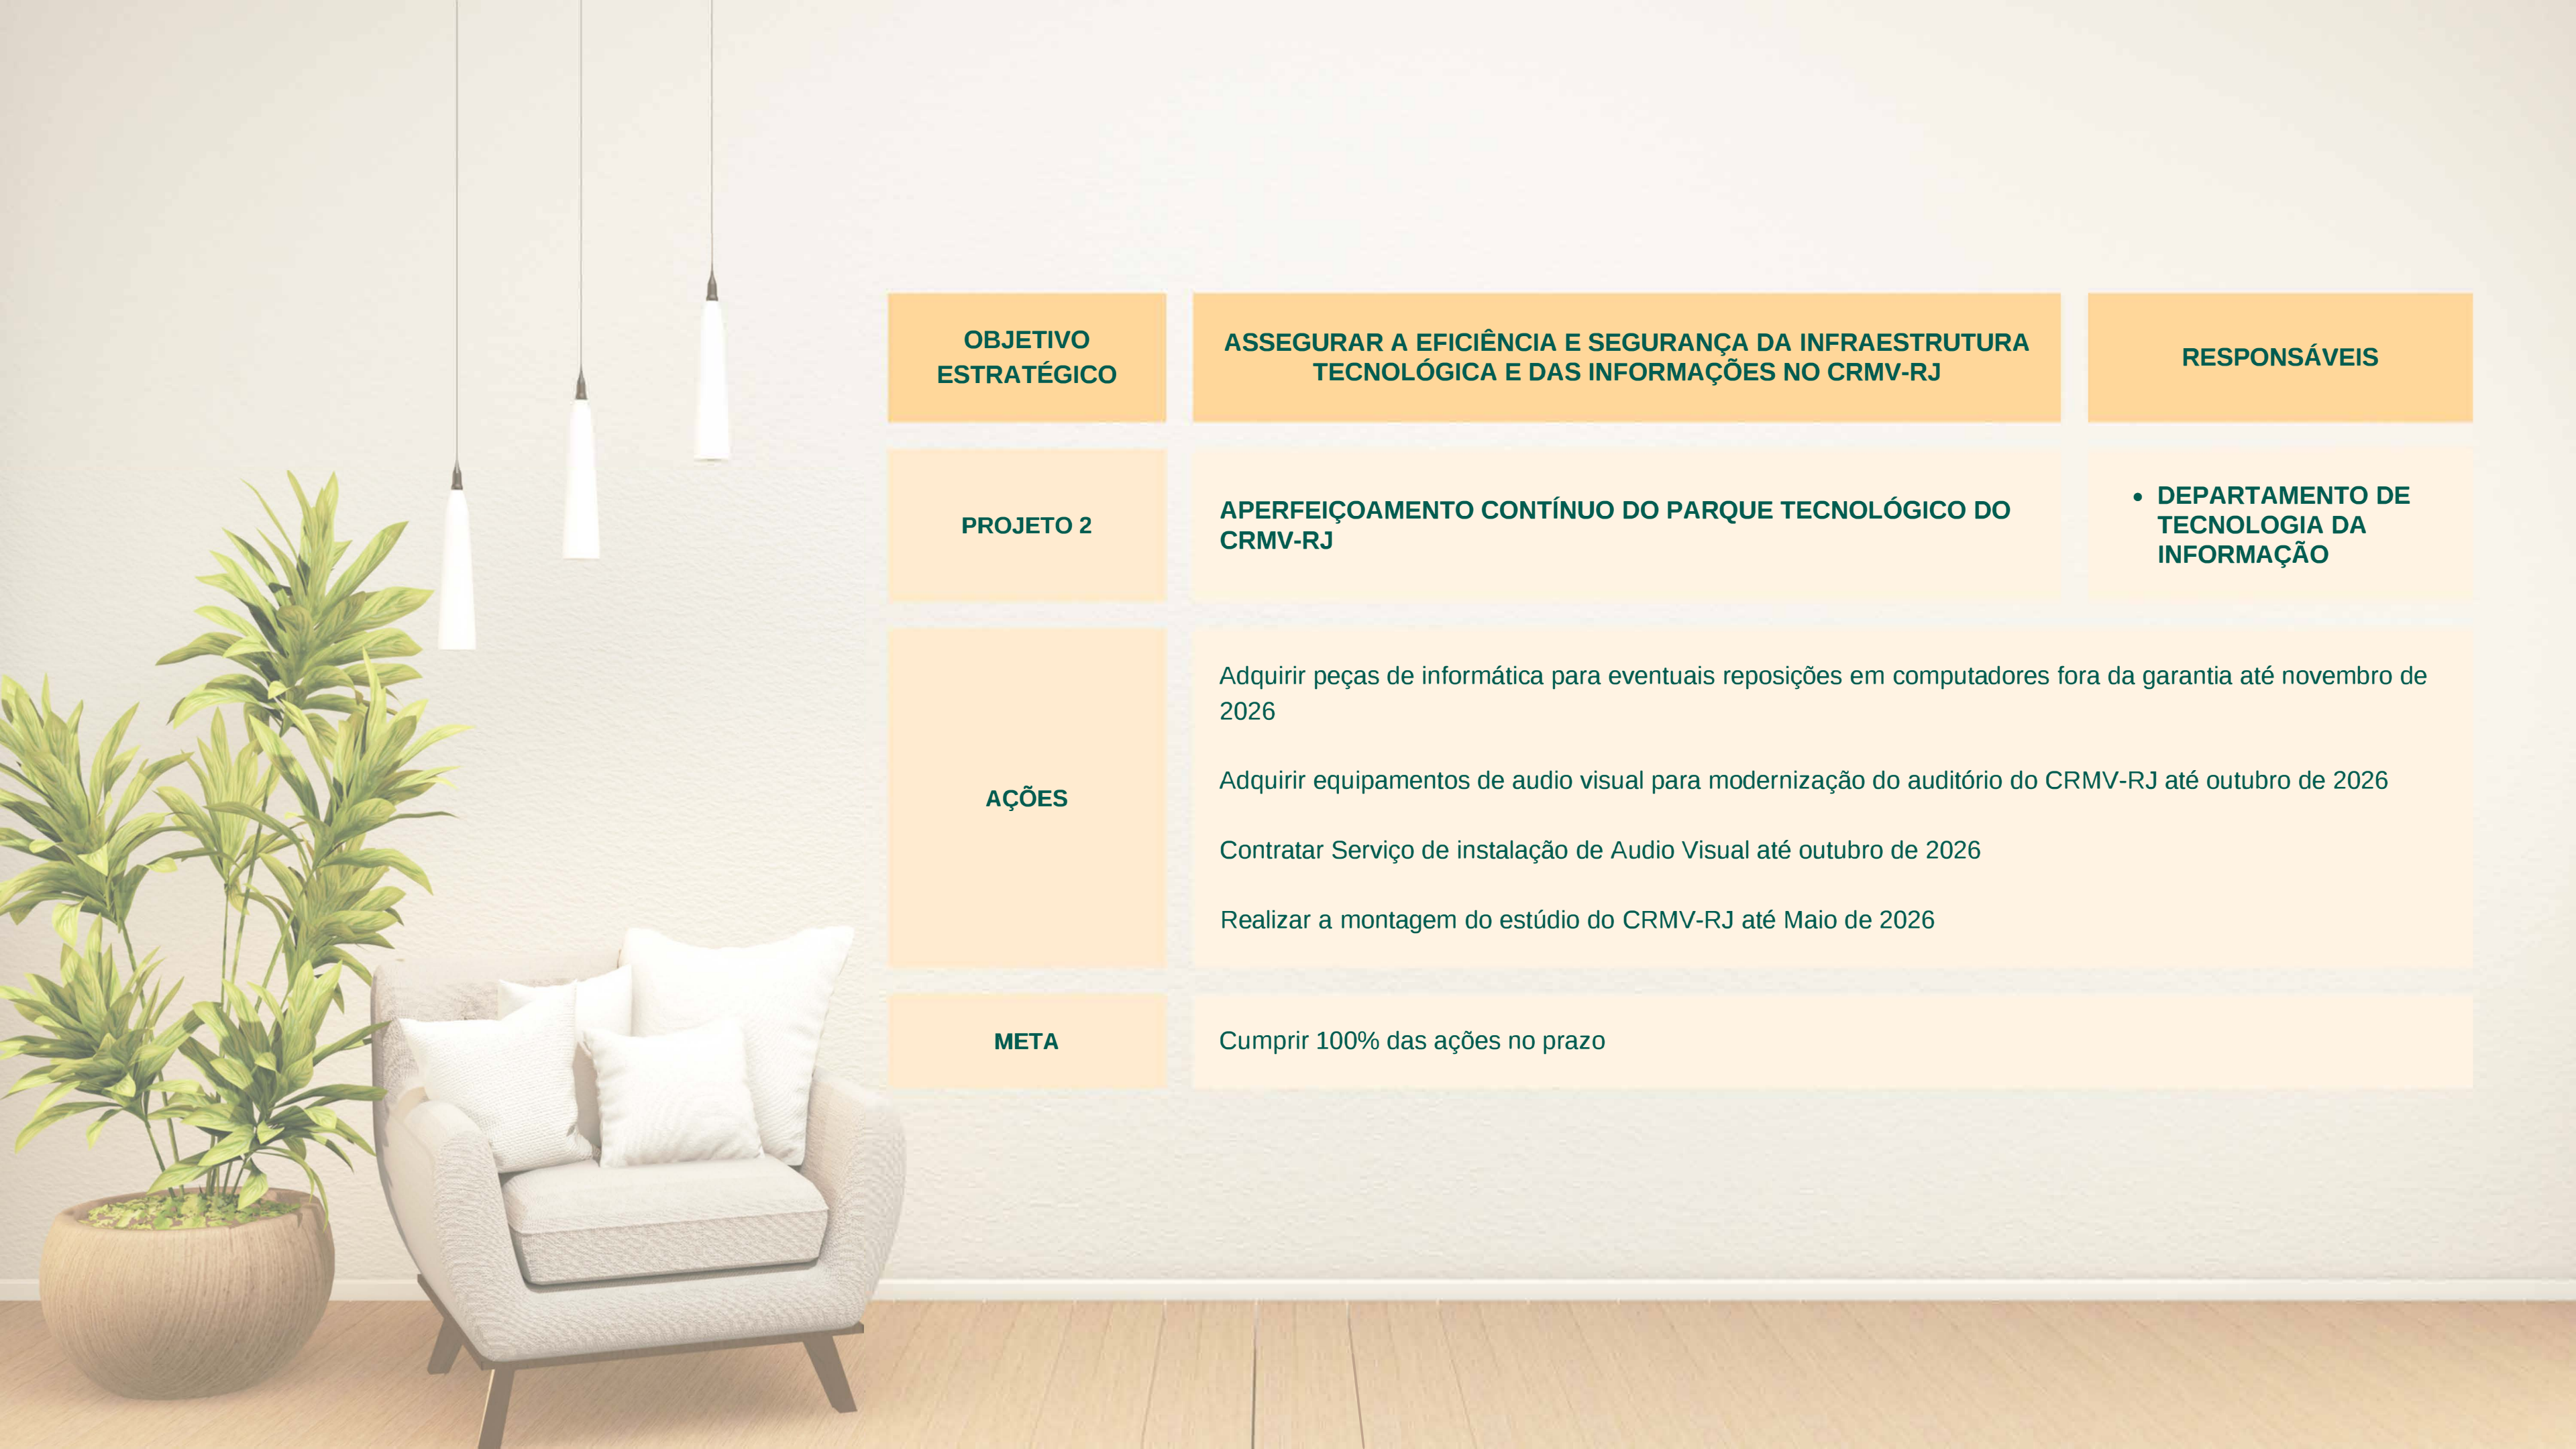 OBJETIVO
ESTRATÉGICO
ASSEGURAR A EFICIÊNCIA E SEGURANÇA DA INFRAESTRUTURA
TECNOLÓGICA E DAS INFORMAÇÕES NO CRMV-RJ
RESPONSÁVEIS
PROJETO 2
APERFEIÇOAMENTO CONTÍNUO DO PARQUE TECNOLÓGICO DO
CRMV-RJ
• DEPARTAMENTO DE
TECNOLOGIA DA
INFORMAÇÃO
AÇÕES
Adquirir peças de informática para eventuais reposições em computadores fora da garantia até novembro de
2026
Adquirir equipamentos de audio visual para modernização do auditório do CRMV-RJ até outubro de 2026
Contratar Serviço de instalação de Audio Visual até outubro de 2026
Realizar a montagem do estúdio do CRMV-RJ até Maio de 2026
META
Cumprir 100% das ações no prazo